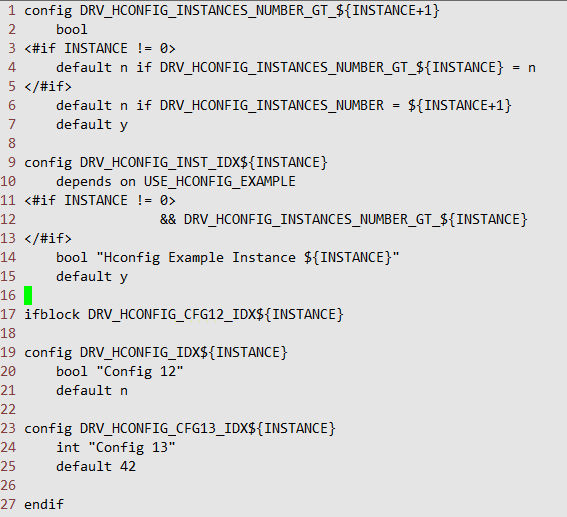 1 config DRV_HCONFIG_INSTANCES_NUMBER_GT_${INSTANCE+1}
2     bool
3 <#if INSTANCE != 0>
4     default n if DRV_HCONFIG_INSTANCES_NUMBER_GT_${INSTANCE} = n
5 </#if>
6     default n if DRV_HCONFIG_INSTANCES_NUMBER = ${INSTANCE+1}
7     default y
8
9 config DRV_HCONFIG_INST_IDX${INSTANCE}
10     depends on USE_HCONFIG_EXAMPLE
11 <#if INSTANCE != 0>
12                  && DRV_HCONFIG_INSTANCES_NUMBER_GT_${INSTANCE}
13 </#if>
14     bool "Hconfig Example Instance ${INSTANCE}"
15     default y
16
17 ifblock DRV_HCONFIG_CFG12_IDX${INSTANCE}
18
19 config DRV_HCONFIG_IDX${INSTANCE}
20     bool "Config 12"
21     default n
22
23 config DRV_HCONFIG_CFG13_IDX${INSTANCE}
24     int "Config 13"
25     default 42
26
27 endif